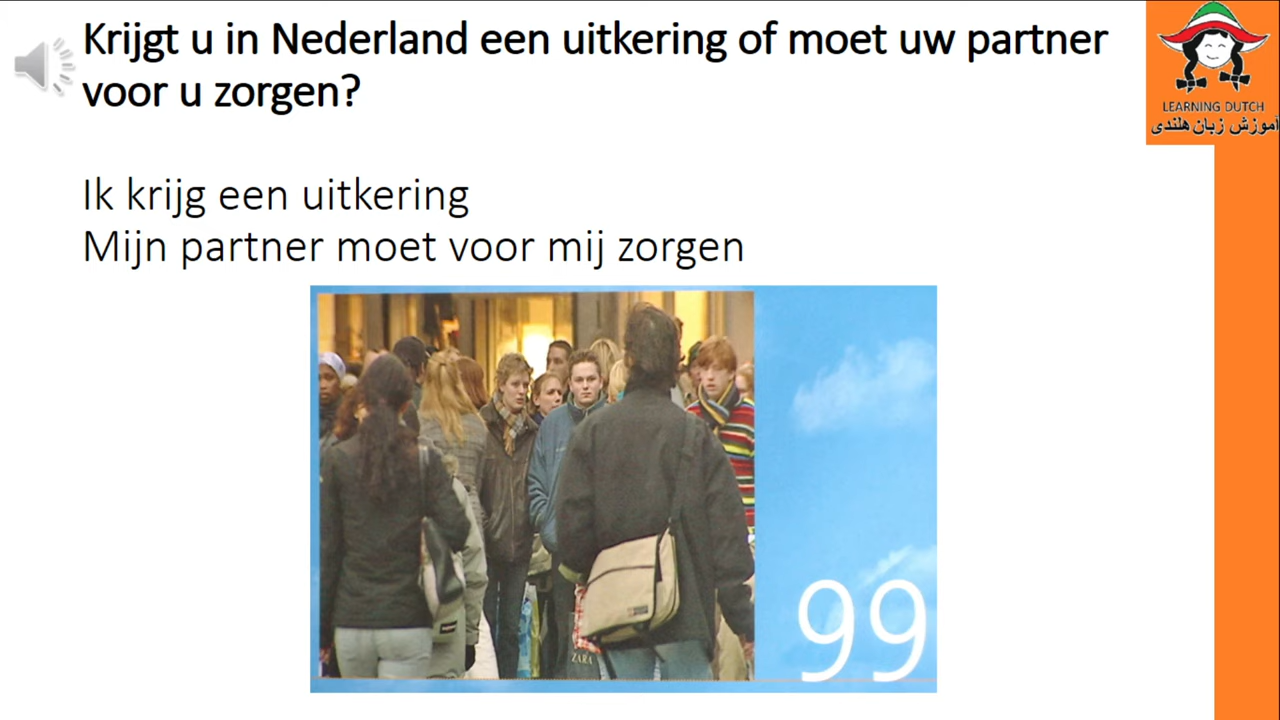 Krijgt u in Nederland een uitkering of moet uw partner
voor u zorgen?
LEARNING DUTCH
آموزش زبان هلندی
Ik krijg een uitkering
Mijn partner moet voor mij zorgen
ZARA
99